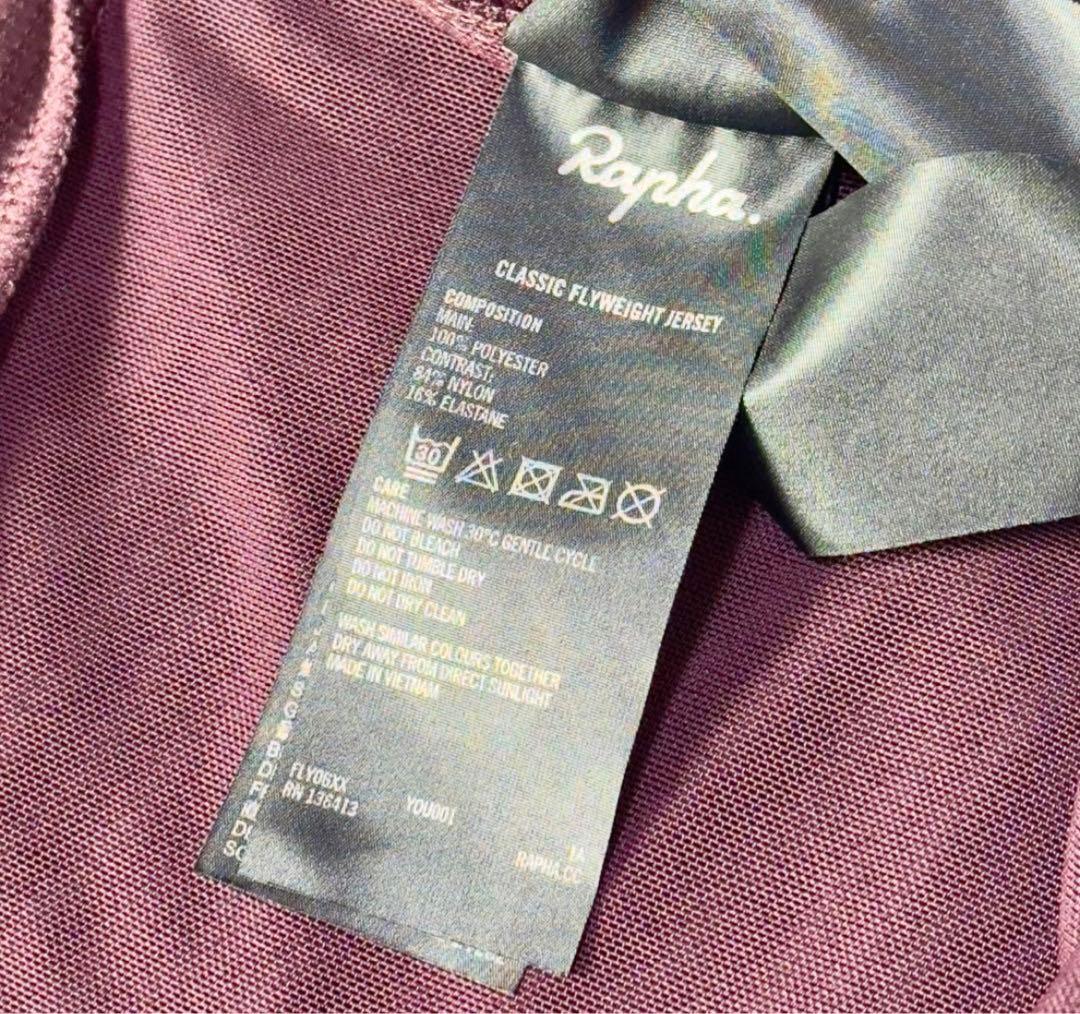 Rapha.
CLASSIC FLYWEIGHT JERSEY
COMPOSITION
MAIN:
100% POLYESTER
CONTRAST:
84% NYLON
16% ELASTANE
30
CARE
MACHINE WASH 30°C GENTLE CYCLE
DO NOT BLEACH
DO NOT TUMBLE DRY
DO NOT IRON
DO NOT DRY CLEAN
WASH SIMILAR COLOURS TOGETHER
DRY AWAY FROM DIRECT SUNLIGHT
MADE IN VIETNAM
FLY06XX
RN 136413 YOU001
1A
RAPHA.CC